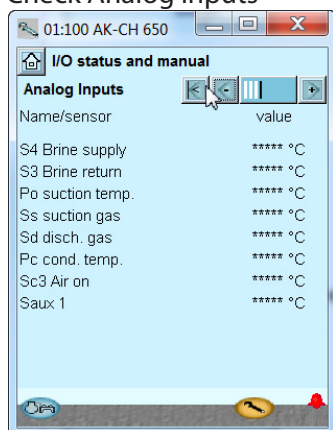 Check Analog Inputs
01:100 AK-CH 650
I/O status and manual
Analog Inputs
Name/sensor value
S4 Brine supply ***** °C
S3 Brine return ***** °C
Po suction temp. ***** °C
Ss suction gas ***** °C
Sd disch. gas ***** °C
Pc cond. temp. ***** °C
Sc3 Air on ***** °C
Saux 1 ***** °C